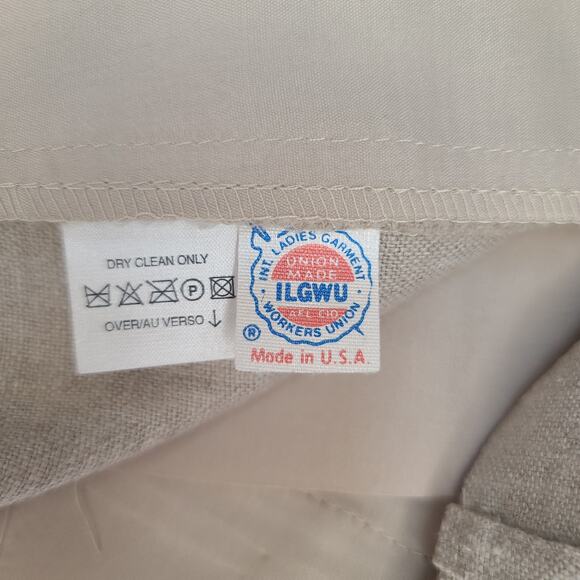 DRY CLEAN ONLY
P
OVER/AU VERSO ↓
INT. LADIES GARMENT
UNION
MADE
ILGWU
AFL CIO
WORKERS UNION
®
Made in U.S.A.